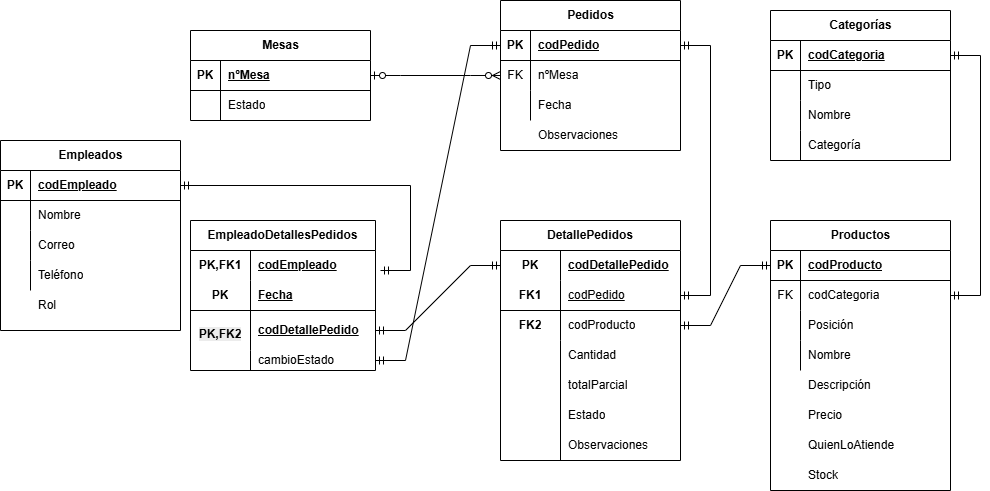 Mesas
PK nºMesa
Estado
Pedidos
PK codPedido
FK nºMesa
Fecha
Observaciones
Categorías
PK codCategoria
Tipo
Nombre
Categoría
Empleados
PK codEmpleado
Nombre
Correo
Teléfono
Rol
EmpleadoDetallesPedidos
PK,FK1 codEmpleado
PK Fecha
PK,FK2 codDetallePedido
cambioEstado
DetallePedidos
PK codDetallePedido
FK1 codPedido
FK2 codProducto
Cantidad
totalParcial
Estado
Observaciones
Productos
PK codProducto
FK codCategoria
Posición
Nombre
Descripción
Precio
QuienLoAtiende
Stock